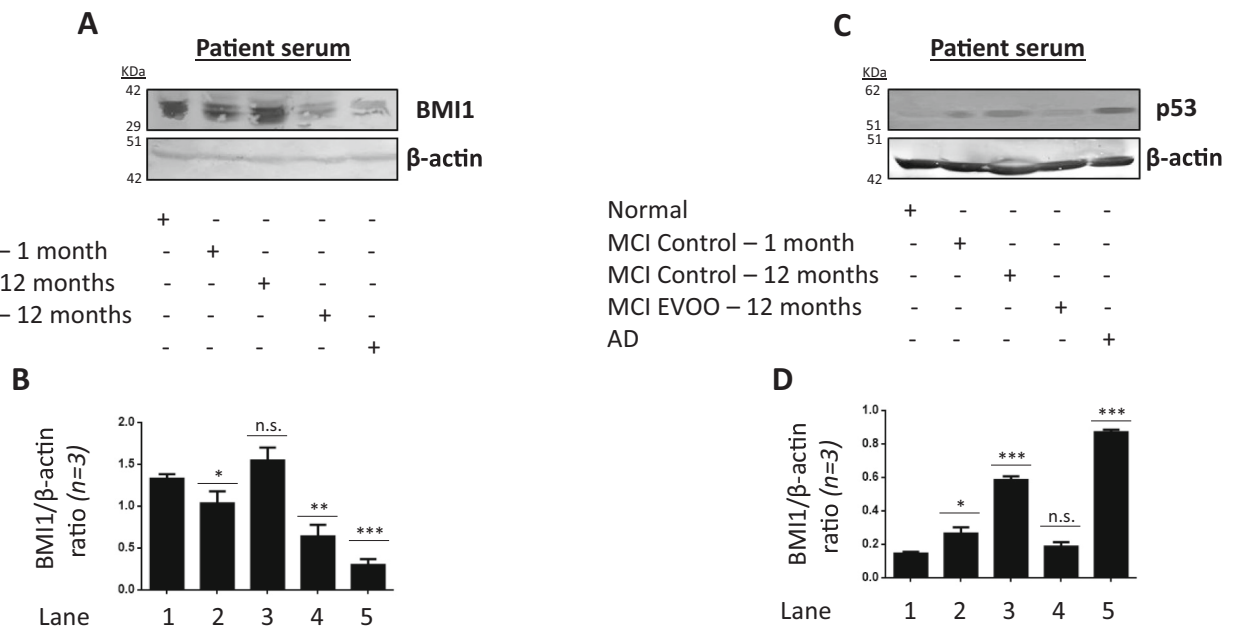 A
Patient serum
KDa
42
29
BMI1
51
42
β-actin
+ - - - -
– 1 month - + - - -
12 months - - + - -
– 12 months - - - + -
- - - - +
B
BMI1/β-actin
ratio (n=3)
2.0
1.5
1.0
0.5
0.0
*
n.s.
**
***
Lane 1 2 3 4 5
C
Patient serum
KDa
62
51
p53
51
42
β-actin
Normal + - - - -
MCI Control – 1 month - + - - -
MCI Control – 12 months - - + - -
MCI EVOO – 12 months - - - + -
AD - - - - +
D
BMI1/β-actin
ratio (n=3)
1.0
0.8
0.6
0.4
0.2
0.0
*
***
n.s.
***
Lane 1 2 3 4 5